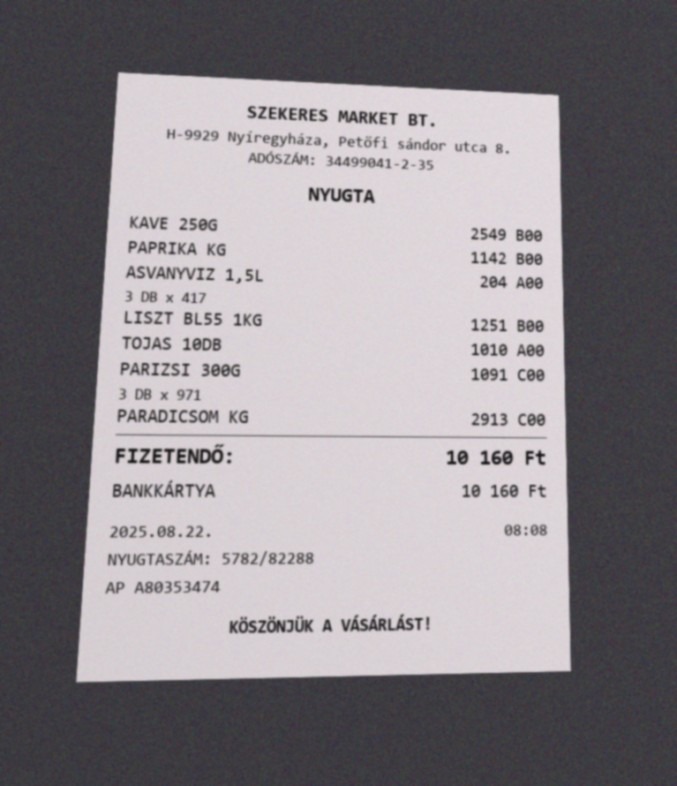 SZEKERES MARKET BT.
H-9929 Nyíregyháza, Petőfi sándor utca 8.
ADÓSZÁM: 34499041-2-35
NYUGTA
KAVE 250G 2549 B00
PAPRIKA KG 1142 B00
ASVANYVIZ 1,5L 204 A00
3 DB x 417
LISZT BL55 1KG 1251 B00
TOJAS 10DB 1010 A00
PARIZSI 300G 1091 C00
3 DB x 971
PARADICSOM KG 2913 C00
FIZETENDŐ: 10 160 Ft
BANKKÁRTYA 10 160 Ft
2025.08.22. 08:08
NYUGTASZÁM: 5782/82288
AP A80353474
KÖSZÖNJÜK A VÁSÁRLÁST!